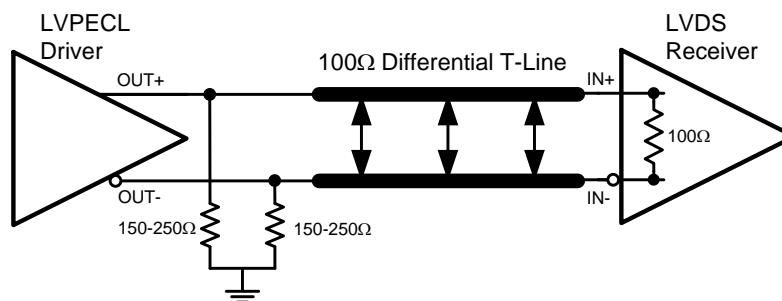 LVPECL
Driver
LVDS
Receiver
100Ω Differential T-Line
OUT+
IN+
100Ω
OUT-
IN-
150-250Ω
150-250Ω